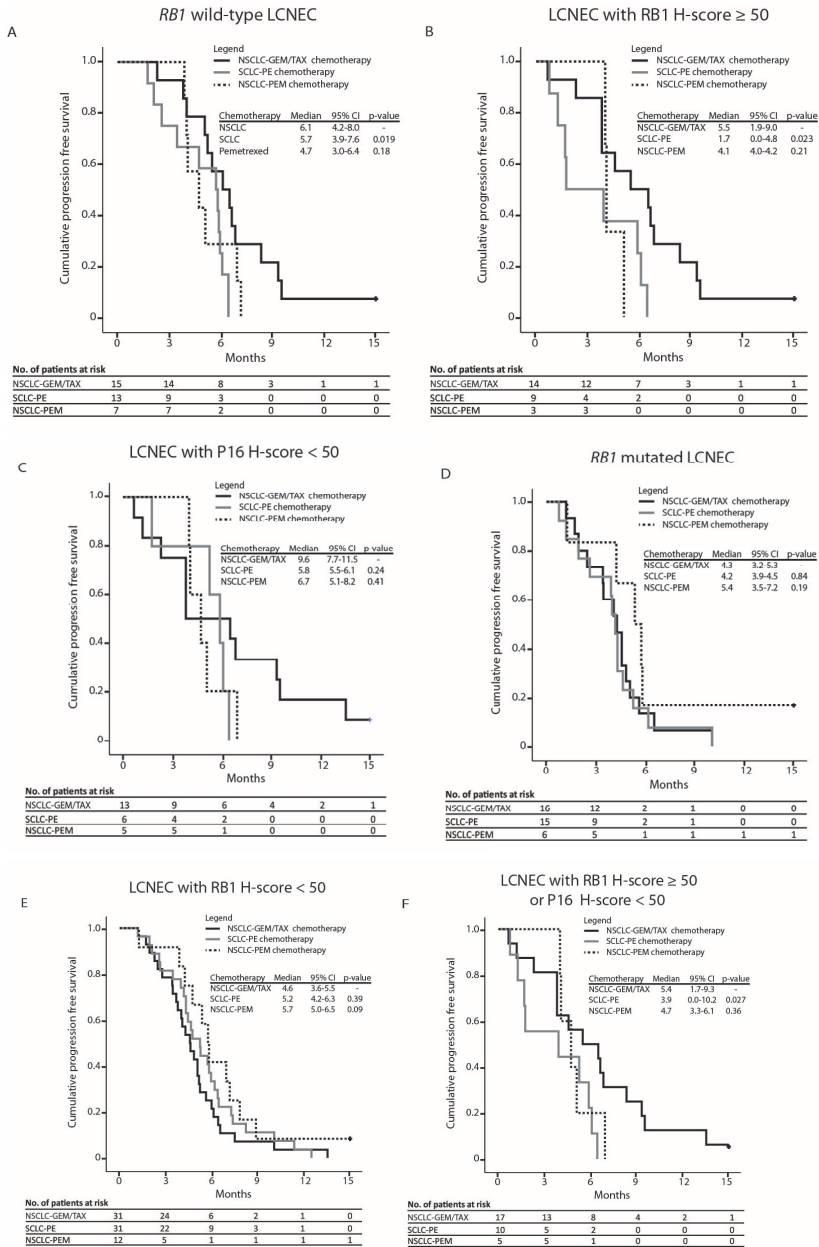 A
RB1 wild-type LCNEC
Legend
NSCLC-GEM/TAX chemotherapy
SCLC-PE chemotherapy
NSCLC-PEM chemotherapy
Chemotherapy Median 95% CI p-value
NSCLC 6.1 4.2-8.0 -
SCLC 5.7 3.9-7.6 0.019
Pemetrexed 4.7 3.0-6.4 0.18
Cumulative progression free survival
1.0
0.8
0.6
0.4
0.2
0
0 3 6 9 12 15
Months
No. of patients at risk
NSCLC-GEM/TAX 15 14 8 3 1 1
SCLC-PE 13 9 3 0 0 0
NSCLC-PEM 7 7 2 0 0 0
B
LCNEC with RB1 H-score ≥ 50
Legend
NSCLC-GEM/TAX chemotherapy
SCLC-PE chemotherapy
NSCLC-PEM chemotherapy
Chemotherapy Median 95% CI p-value
NSCLC-GEM/TAX 5.5 1.9-9.0 -
SCLC-PE 1.7 0.0-4.8 0.023
NSCLC-PEM 4.1 4.0-4.2 0.21
Cumulative progression free survival
1.0
0.8
0.6
0.4
0.2
0
0 3 6 9 12 15
Months
No. of patients at risk
NSCLC-GEM/TAX 14 12 7 3 1 1
SCLC-PE 9 4 2 0 0 0
NSCLC-PEM 3 3 0 0 0 0
C
LCNEC with P16 H-score < 50
Legend
NSCLC-GEM/TAX chemotherapy
SCLC-PE chemotherapy
NSCLC-PEM chemotherapy
Chemotherapy Median 95% CI p value
NSCLC-GEM/TAX 9.6 7.7-11.5 -
SCLC-PE 5.8 5.5-6.1 0.24
NSCLC-PEM 6.7 5.1-8.2 0.41
Cumulative progression free survival
1.0
0.8
0.6
0.4
0.2
0
0 3 6 9 12 15
Months
No. of patients at risk
NSCLC-GEM/TAX 13 9 6 4 2 1
SCLC-PE 6 4 2 0 0 0
NSCLC-PEM 5 5 1 0 0 0
D
RB1 mutated LCNEC
Legend
NSCLC-GEM/TAX chemotherapy
SCLC-PE chemotherapy
NSCLC-PEM chemotherapy
Chemotherapy Median 95% CI p-value
NSCLC-GEM/TAX 4.3 3.2-5.3 -
SCLC-PE 4.2 3.9-4.5 0.84
NSCLC-PEM 5.4 3.5-7.2 0.19
Cumulative progression free survival
1.0
0.8
0.6
0.4
0.2
0
0 3 6 9 12 15
Months
No. of patients at risk
NSCLC-GEM/TAX 16 12 2 1 0 0
SCLC-PE 15 9 2 1 0 0
NSCLC-PEM 6 5 1 1 1 1
E
LCNEC with RB1 H-score < 50
Legend
NSCLC-GEM/TAX chemotherapy
SCLC-PE chemotherapy
NSCLC-PEM chemotherapy
Chemotherapy Median 95% CI p-value
NSCLC-GEM/TAX 4.6 3.6-5.5 -
SCLC-PE 5.2 4.2-6.3 0.39
NSCLC-PEM 5.7 5.0-6.5 0.09
Cumulative progression free survival
1.0
0.8
0.6
0.4
0.2
0
0 3 6 9 12 15
Months
No. of patients at risk
NSCLC-GEM/TAX 31 24 6 2 1 0
SCLC-PE 31 22 9 3 1 0
NSCLC-PEM 12 5 1 1 1 1
F
LCNEC with RB1 H-score ≥ 50
or P16 H-score < 50
Legend
NSCLC-GEM/TAX chemotherapy
SCLC-PE chemotherapy
NSCLC-PEM chemotherapy
Chemotherapy Median 95% CI p-value
NSCLC-GEM/TAX 5.4 1.7-9.3 -
SCLC-PE 3.9 0.0-10.2 0.027
NSCLC-PEM 4.7 3.3-6.1 0.36
Cumulative progression free survival
1.0
0.8
0.6
0.4
0.2
0
0 3 6 9 12 15
Months
No. of patients at risk
NSCLC-GEM/TAX 17 13 8 4 2 1
SCLC-PE 10 5 2 0 0 0
NSCLC-PEM 5 5 1 0 0 0